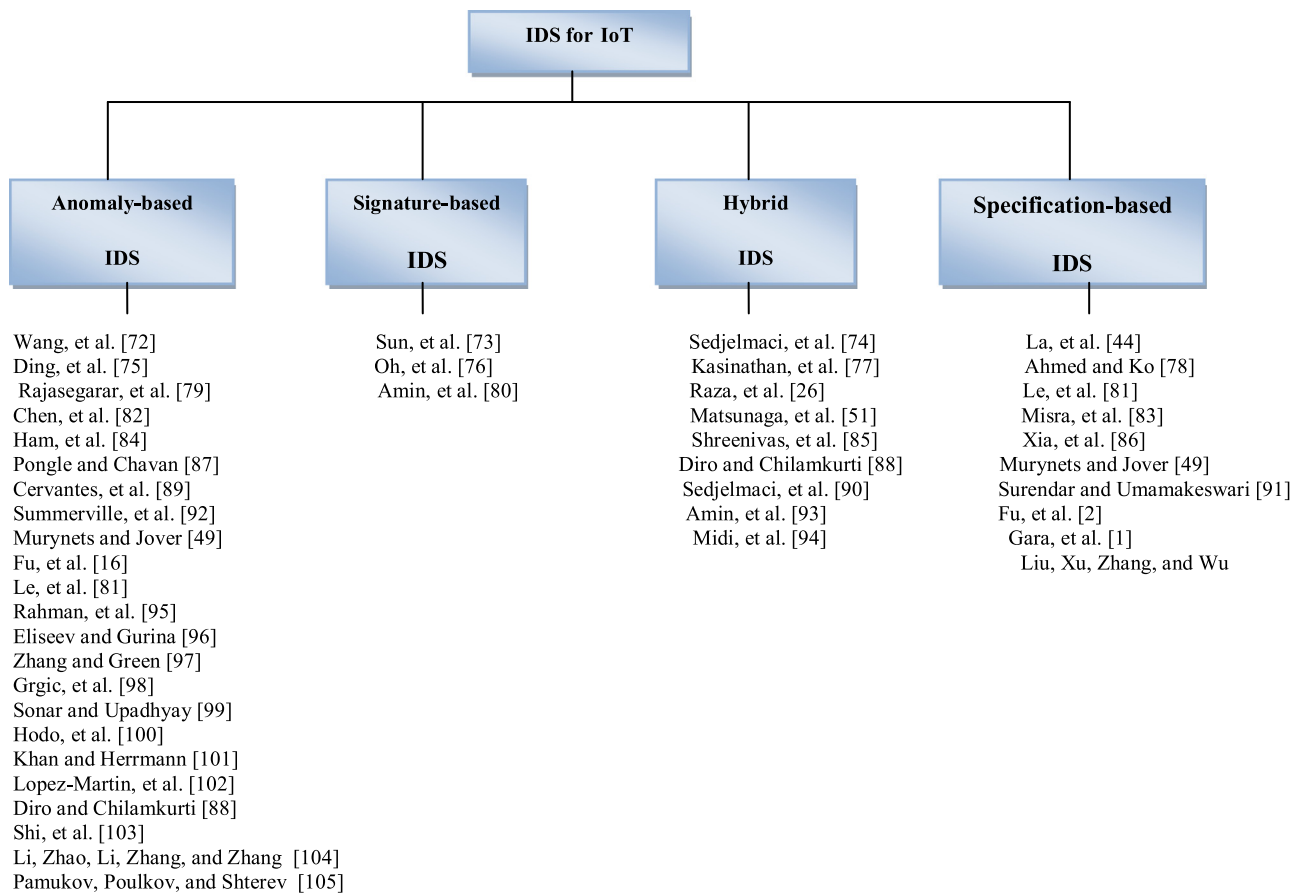 IDS for IoT
Anomaly-based
IDS
Signature-based
IDS
Hybrid
IDS
Specification-based
IDS
Wang, et al. [72]
Ding, et al. [75]
Rajasegarar, et al. [79]
Chen, et al. [82]
Ham, et al. [84]
Pongle and Chavan [87]
Cervantes, et al. [89]
Summerville, et al. [92]
Murynets and Jover [49]
Fu, et al. [16]
Le, et al. [81]
Rahman, et al. [95]
Eliseev and Gurina [96]
Zhang and Green [97]
Grgic, et al. [98]
Sonar and Upadhyay [99]
Hodo, et al. [100]
Khan and Herrmann [101]
Lopez-Martin, et al. [102]
Diro and Chilamkurti [88]
Shi, et al. [103]
Li, Zhao, Li, Zhang, and Zhang [104]
Pamukov, Poulkov, and Shterev [105]
Sun, et al. [73]
Oh, et al. [76]
Amin, et al. [80]
Sedjelmaci, et al. [74]
Kasinathan, et al. [77]
Raza, et al. [26]
Matsunaga, et al. [51]
Shreenivas, et al. [85]
Diro and Chilamkurti [88]
Sedjelmaci, et al. [90]
Amin, et al. [93]
Midi, et al. [94]
La, et al. [44]
Ahmed and Ko [78]
Le, et al. [81]
Misra, et al. [83]
Xia, et al. [86]
Murynets and Jover [49]
Surendar and Umamakeswari [91]
Fu, et al. [2]
Gara, et al. [1]
Liu, Xu, Zhang, and Wu